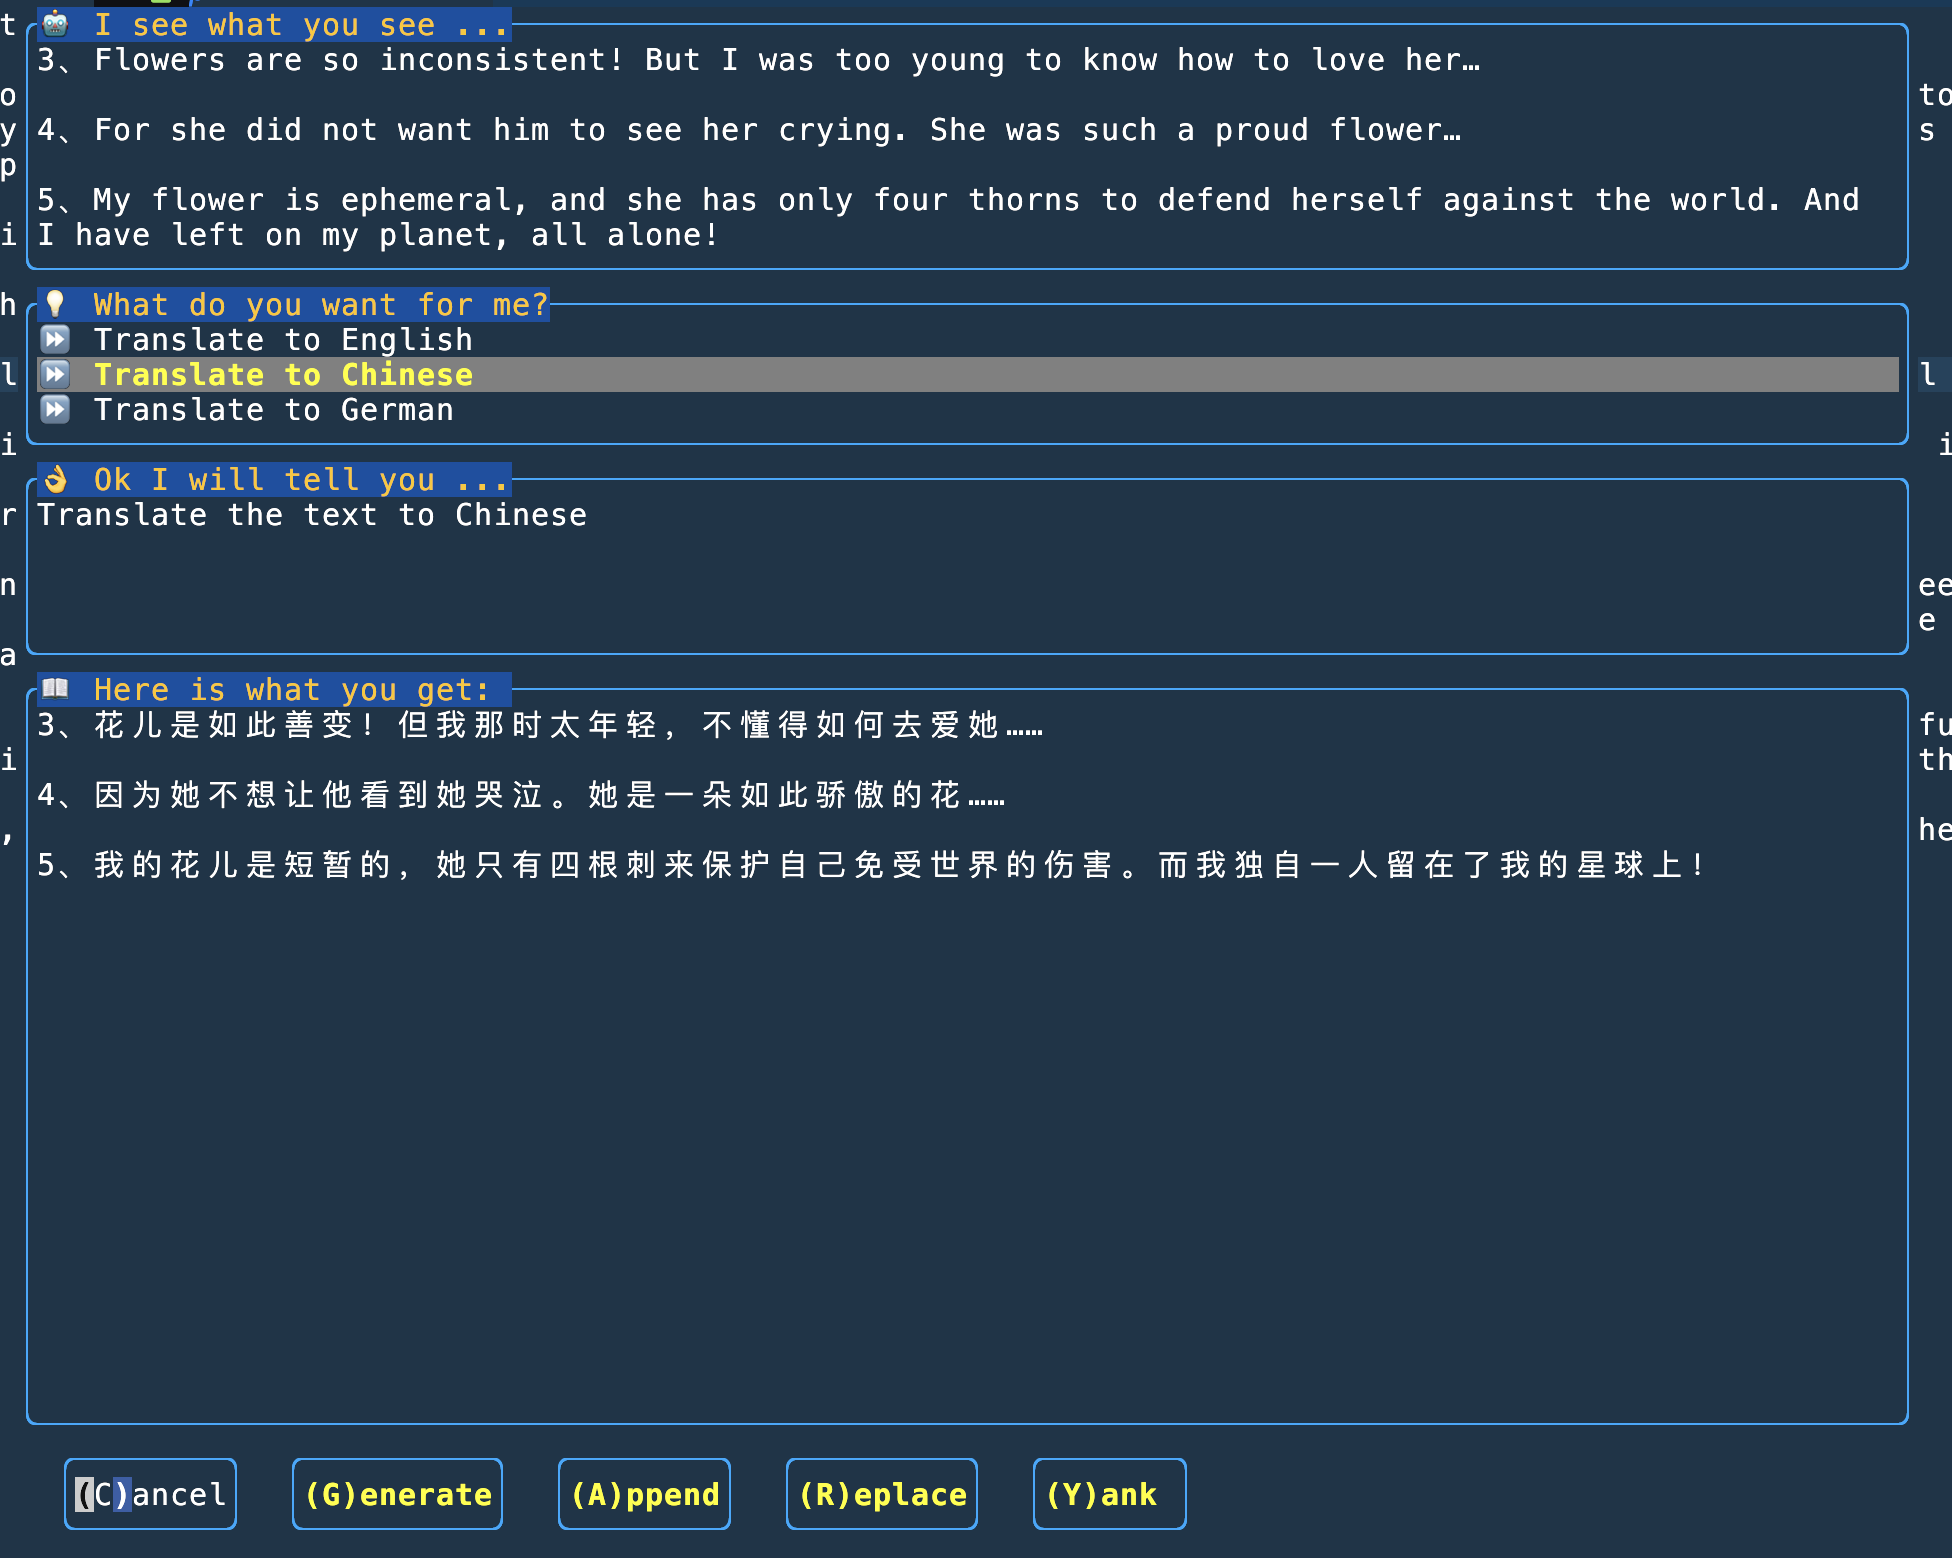 I see what you see ...
3、Flowers are so inconsistent! But I was too young to know how to love her…
4、For she did not want him to see her crying. She was such a proud flower…
5、My flower is ephemeral, and she has only four thorns to defend herself against the world. And
I have left on my planet, all alone!
What do you want for me?
Translate to English
Translate to Chinese
Translate to German
Ok I will tell you ...
Translate the text to Chinese
Here is what you get:
3、花儿是如此善变！但我那时太年轻，不懂得如何去爱她……
4、因为她不想让他看到她哭泣。她是一朵如此骄傲的花……
5、我的花儿是短暂的，她只有四根刺来保护自己免受世界的伤害。而我独自一人留在了我的星球上！
(C)ancel (G)enerate (A)ppend (R)eplace (Y)ank